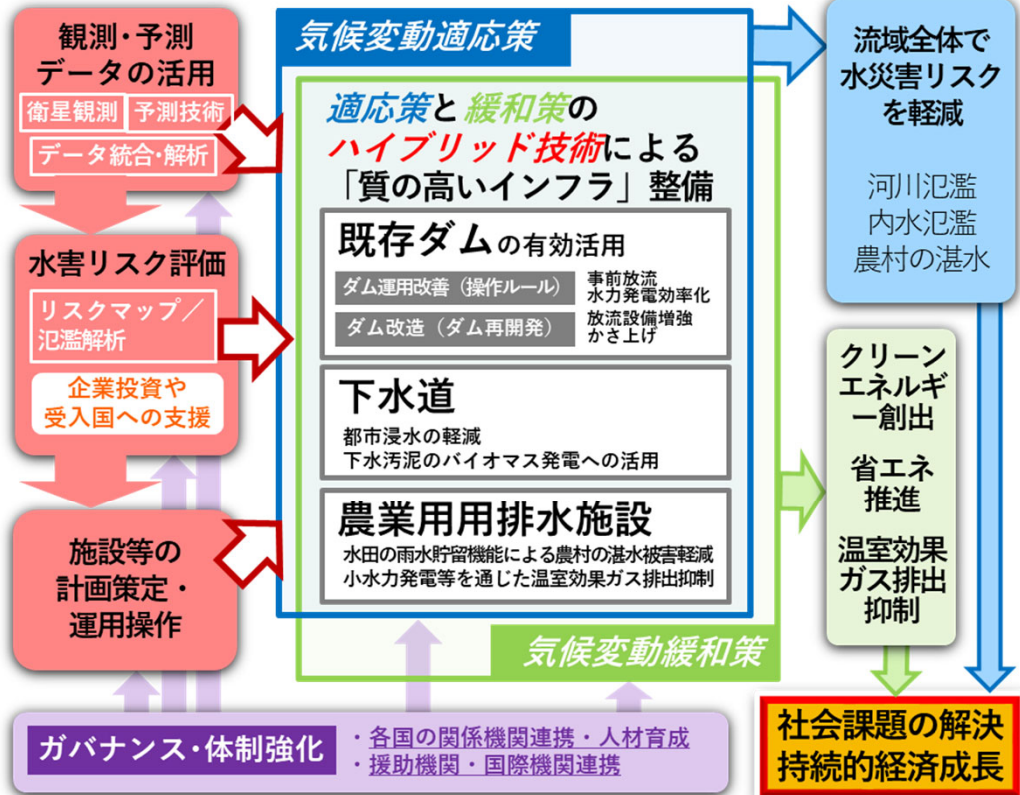 観測・予測
データの活用
衛星観測
予測技術
データ統合・解析
水害リスク評価
リスクマップ／
氾濫解析
企業投資や
受入国への支援
施設等の
計画策定・
運用操作
気候変動適応策
適応策と緩和策の
ハイブリッド技術による
「質の高いインフラ」整備
既存ダムの有効活用
ダム運用改善（操作ルール）
事前放流
水力発電効率化
ダム改造（ダム再開発）
放流設備増強
かさ上げ
下水道
都市浸水の軽減
下水汚泥のバイオマス発電への活用
農業用用排水施設
水田の雨水貯留機能による農村の湛水被害軽減
小水力発電等を通じた温室効果ガス排出抑制
気候変動緩和策
流域全体で
水災害リスク
を軽減
河川氾濫
内水氾濫
農村の湛水
クリーン
エネルギ
ー創出
省エネ
推進
温室効果
ガス排出
抑制
ガバナンス・体制強化
・各国の関係機関連携・人材育成
・援助機関・国際機関連携
社会課題の解決
持続的経済成長